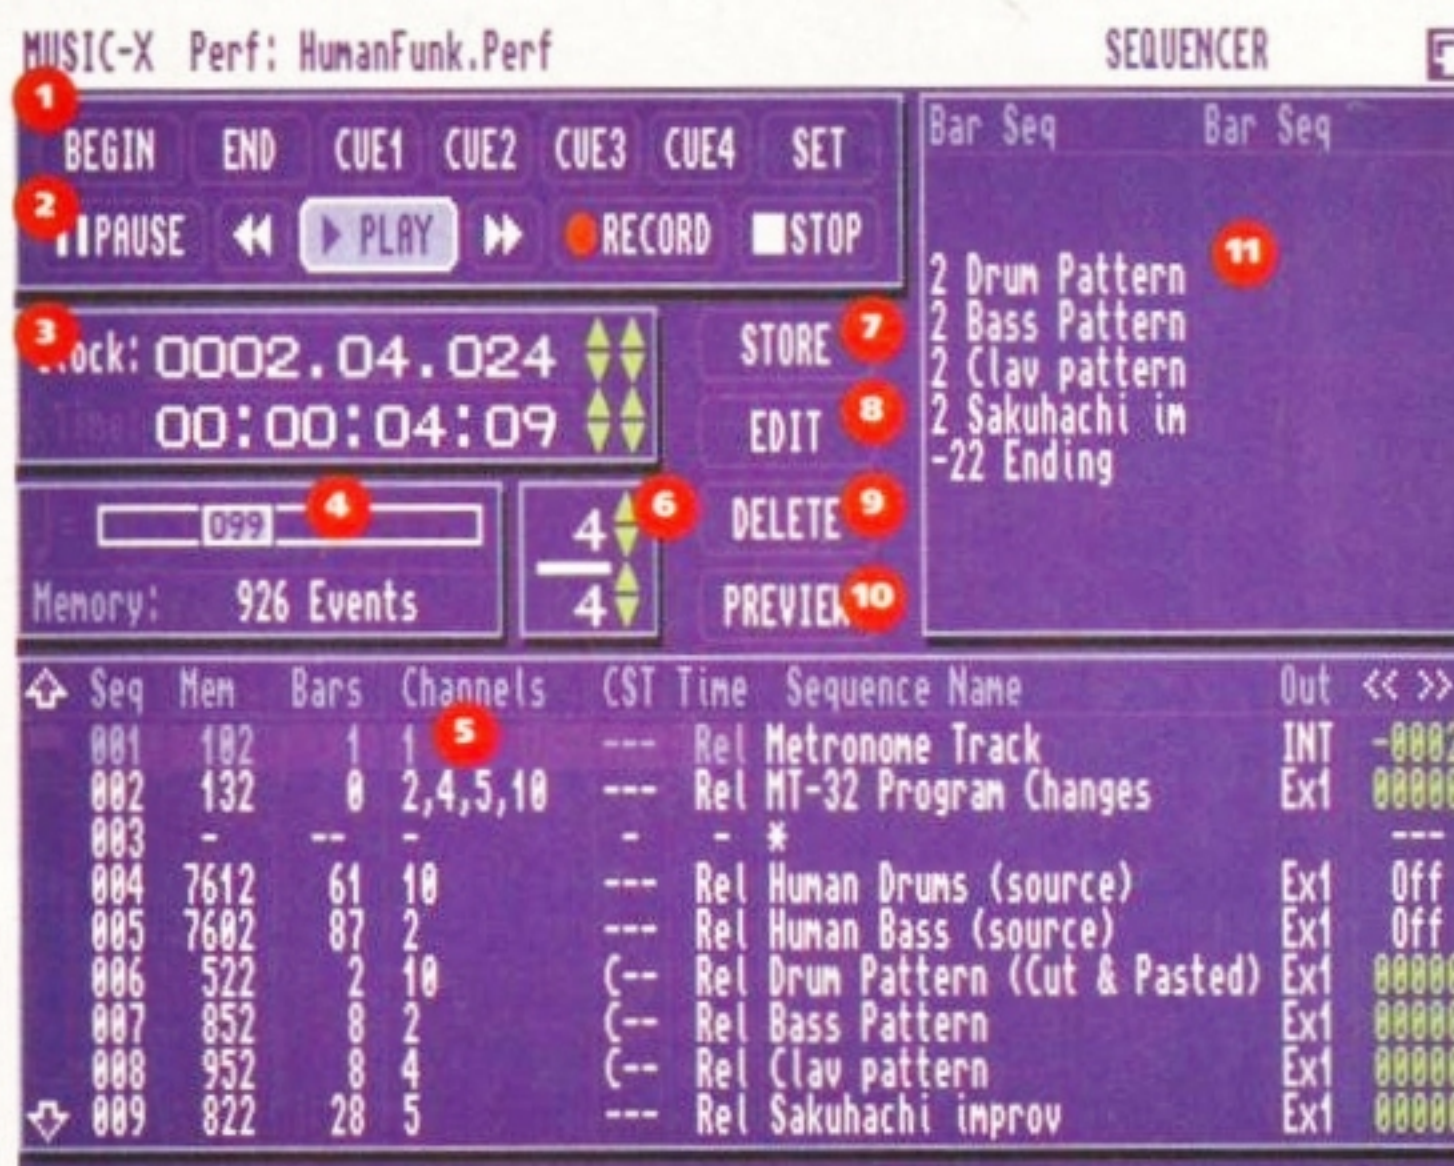 MUSIC-X Perf: HumanFunk.Perf SEQUENCER
1
BEGIN END CUE1 CUE2 CUE3 CUE4 SET
2
PAUSE PLAY RECORD STOP
Bar Seq Bar Seq
11
2 Drum Pattern
2 Bass Pattern
2 Clav pattern
2 Sakuhachi im
-22 Ending
3
0002.04.024
Time: 00:00:04:09
STORE 7
EDIT 8
DELETE 9
PREVIEW 10
4
099
Memory: 926 Events
6
4
4
Seq Mem Bars Channels CST Time Sequence Name Out << >>
5
001 102 1 1 --- Rel Metronome Track INT
002 132 0 2,4,5,10 --- Rel MT-32 Program Changes Ex1
003 - -- - - - * ---
004 7612 61 10 --- Rel Human Drums (source) Ex1 Off
005 7602 87 2 --- Rel Human Bass (source) Ex1 Off
006 522 2 10 C-- Rel Drum Pattern (Cut & Pasted) Ex1
007 852 8 2 C-- Rel Bass Pattern Ex1
008 952 8 4 C-- Rel Clav pattern Ex1
009 822 28 5 --- Rel Sakuhachi improv Ex1